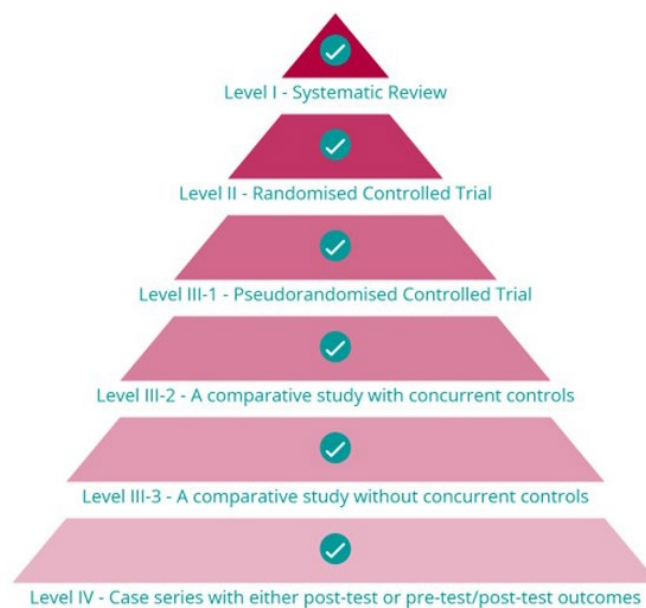 Level I - Systematic Review
Level II - Randomised Controlled Trial
Level III-1 - Pseudorandomised Controlled Trial
Level III-2 - A comparative study with concurrent controls
Level III-3 - A comparative study without concurrent controls
Level IV - Case series with either post-test or pre-test/post-test outcomes